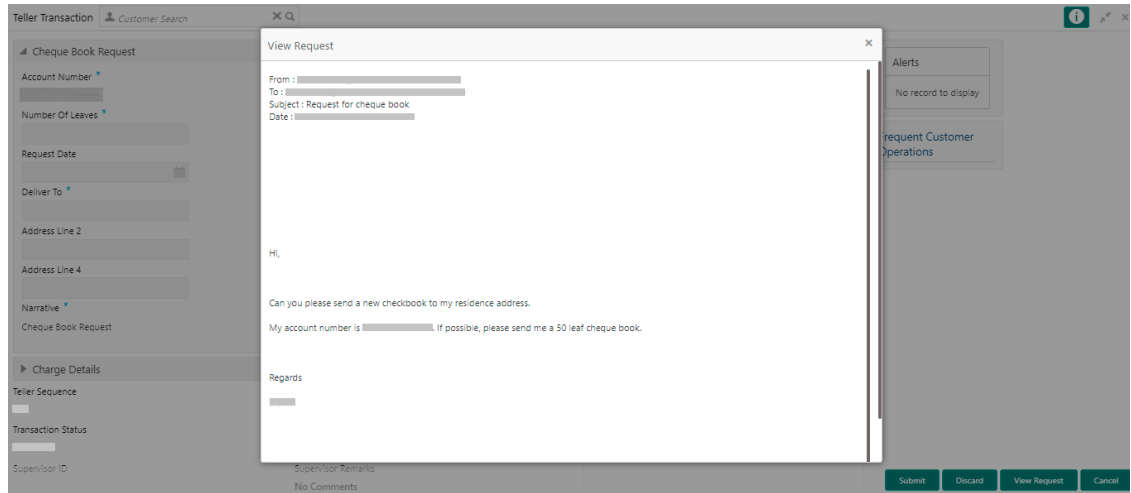 Teller Transaction
Customer Search
Cheque Book Request
Account Number *
Number Of Leaves *
Request Date
Deliver To *
Address Line 2
Address Line 4
Narrative *
Cheque Book Request
Charge Details
Teller Sequence
Transaction Status
Supervisor ID
Supervisor Remarks
No Comments
View Request
From :
To :
Subject : Request for cheque book
Date :
Hi,
Can you please send a new checkbook to my residence address.
My account number is . If possible, please send me a 50 leaf cheque book.
Regards
Alerts
No record to display
Frequent Customer
Operations
Submit Discard View Request Cancel